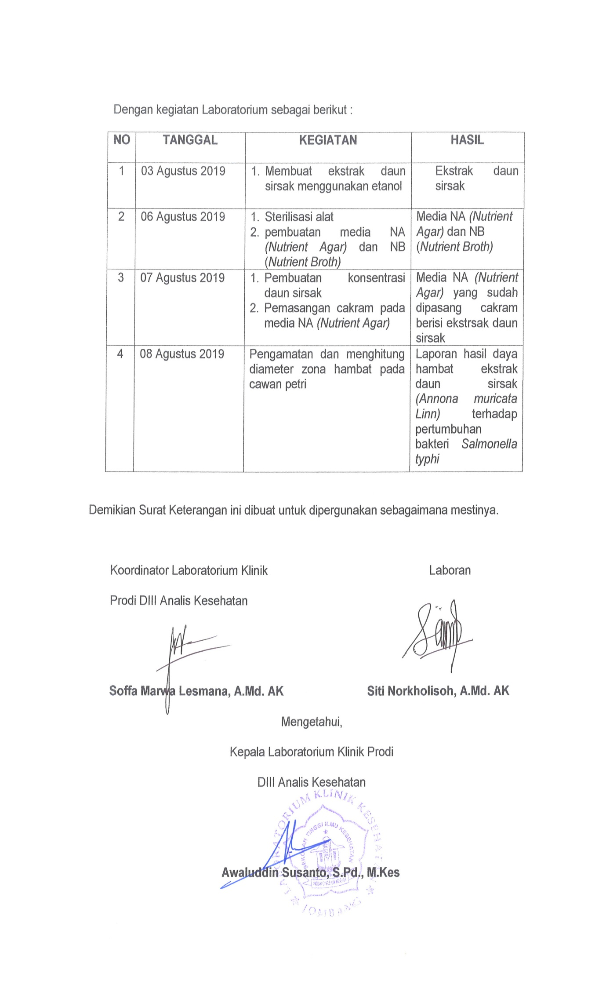 Dengan kegiatan Laboratorium sebagai berikut :
NO TANGGAL KEGIATAN HASIL
1 03 Agustus 2019 1. Membuat ekstrak daun Ekstrak daun
sirsak menggunakan etanol sirsak
2 06 Agustus 2019 1. Sterilisasi alat Media NA (Nutrient
2. pembuatan media NA Agar) dan NB
(Nutrient Agar) dan NB (Nutrient Broth)
(Nutrient Broth)
3 07 Agustus 2019 1. Pembuatan konsentrasi Media NA (Nutrient
daun sirsak Agar) yang sudah
2. Pemasangan cakram pada dipasang cakram
media NA (Nutrient Agar) berisi ekstrsak daun
sirsak
4 08 Agustus 2019 Pengamatan dan menghitung Laporan hasil daya
diameter zona hambat pada hambat ekstrak
cawan petri daun sirsak
(Annona muricata
Linn) terhadap
pertumbuhan
bakteri Salmonella
typhi
Demikian Surat Keterangan ini dibuat untuk dipergunakan sebagaimana mestinya.
Koordinator Laboratorium Klinik Laboran
Prodi DIII Analis Kesehatan
Soffa Marwa Lesmana, A.Md. AK Siti Norkholisoh, A.Md. AK
Mengetahui,
Kepala Laboratorium Klinik Prodi
DIII Analis Kesehatan
LABORATORIUM KLINIK KESEHATAN
SEKOLAH TINGGI ILMU KESEHATAN
Awaluddin Susanto, S.Pd., M.Kes
JOMBANG